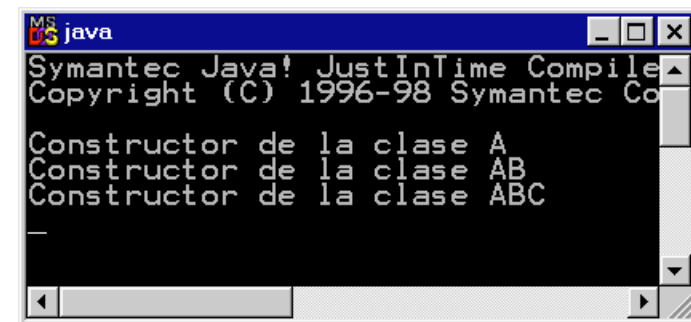 java
Symantec Java! JustInTime Compile
Copyright (C) 1996-98 Symantec Co
Constructor de la clase A
Constructor de la clase AB
Constructor de la clase ABC
_